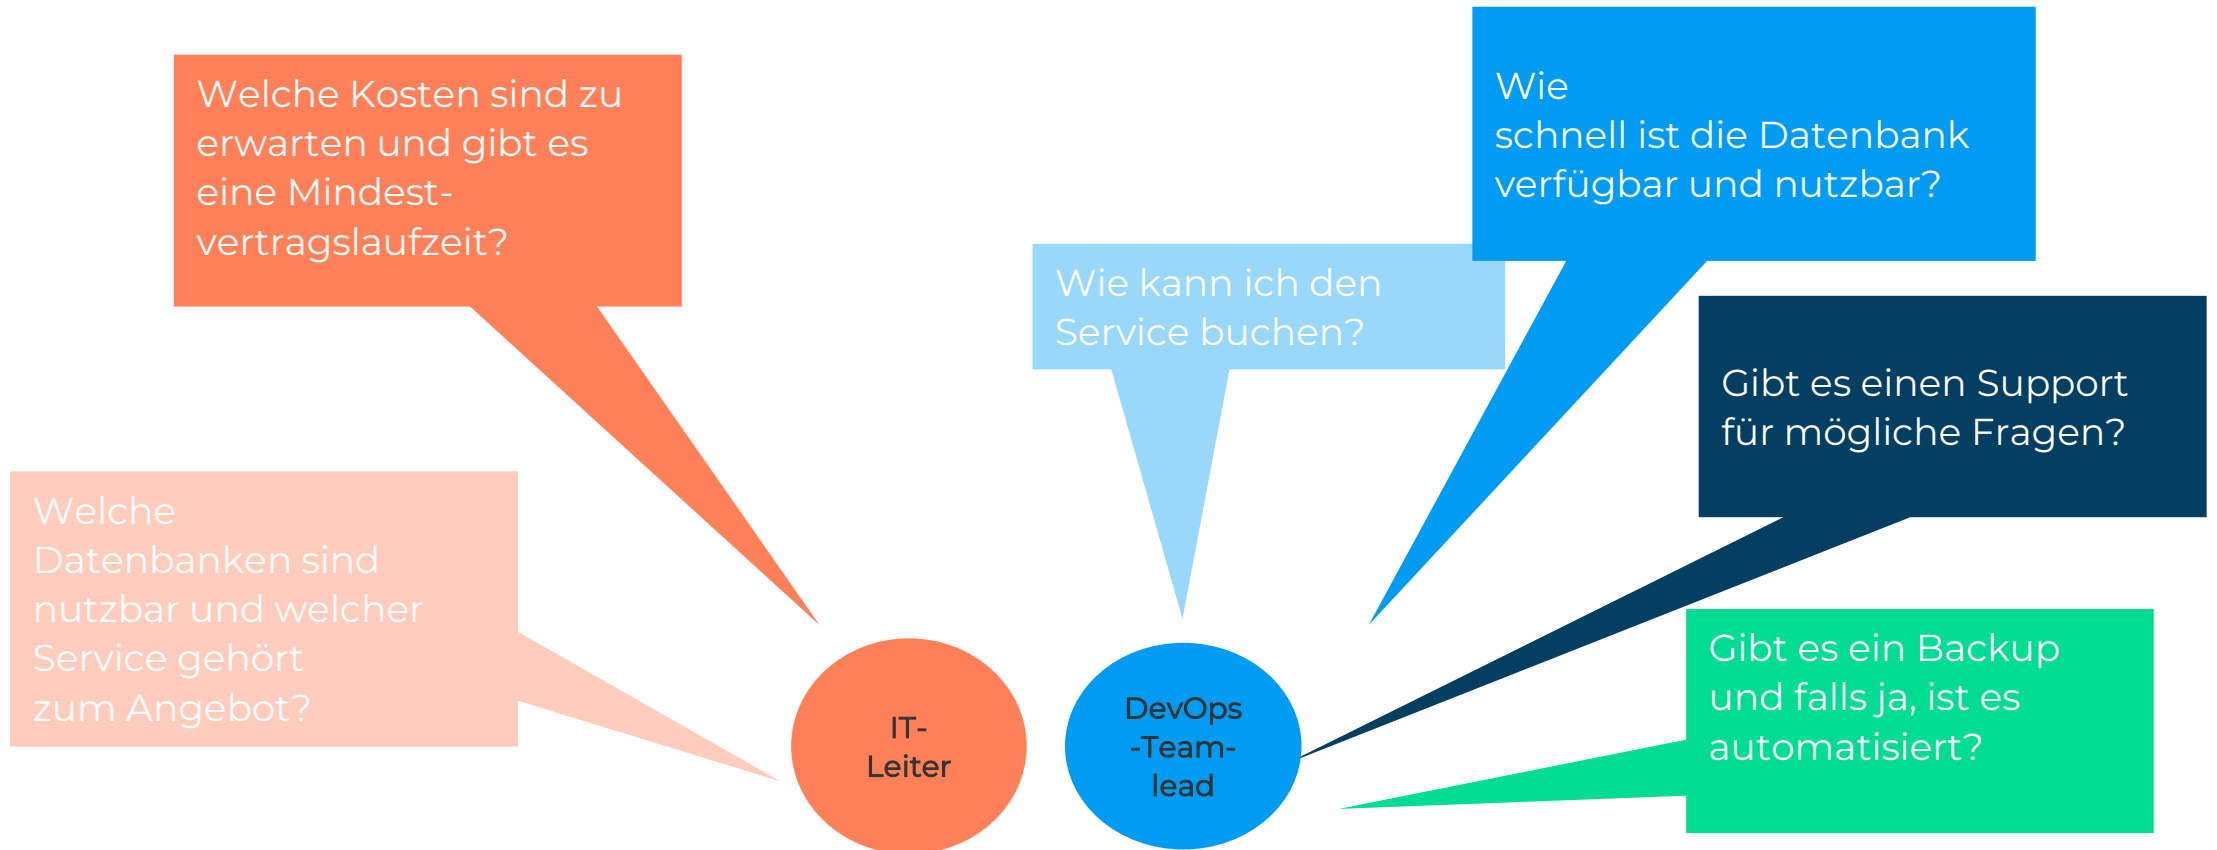 Welche Kosten sind zu
erwarten und gibt es
eine Mindest-
vertragslaufzeit?
Welche
Datenbanken sind
nutzbar und welcher
Service gehört
zum Angebot?
Wie kann ich den
Service buchen?
Wie
schnell ist die Datenbank
verfügbar und nutzbar?
Gibt es einen Support
für mögliche Fragen?
Gibt es ein Backup
und falls ja, ist es
automatisiert?
IT-
Leiter
DevOps
-Team-
lead